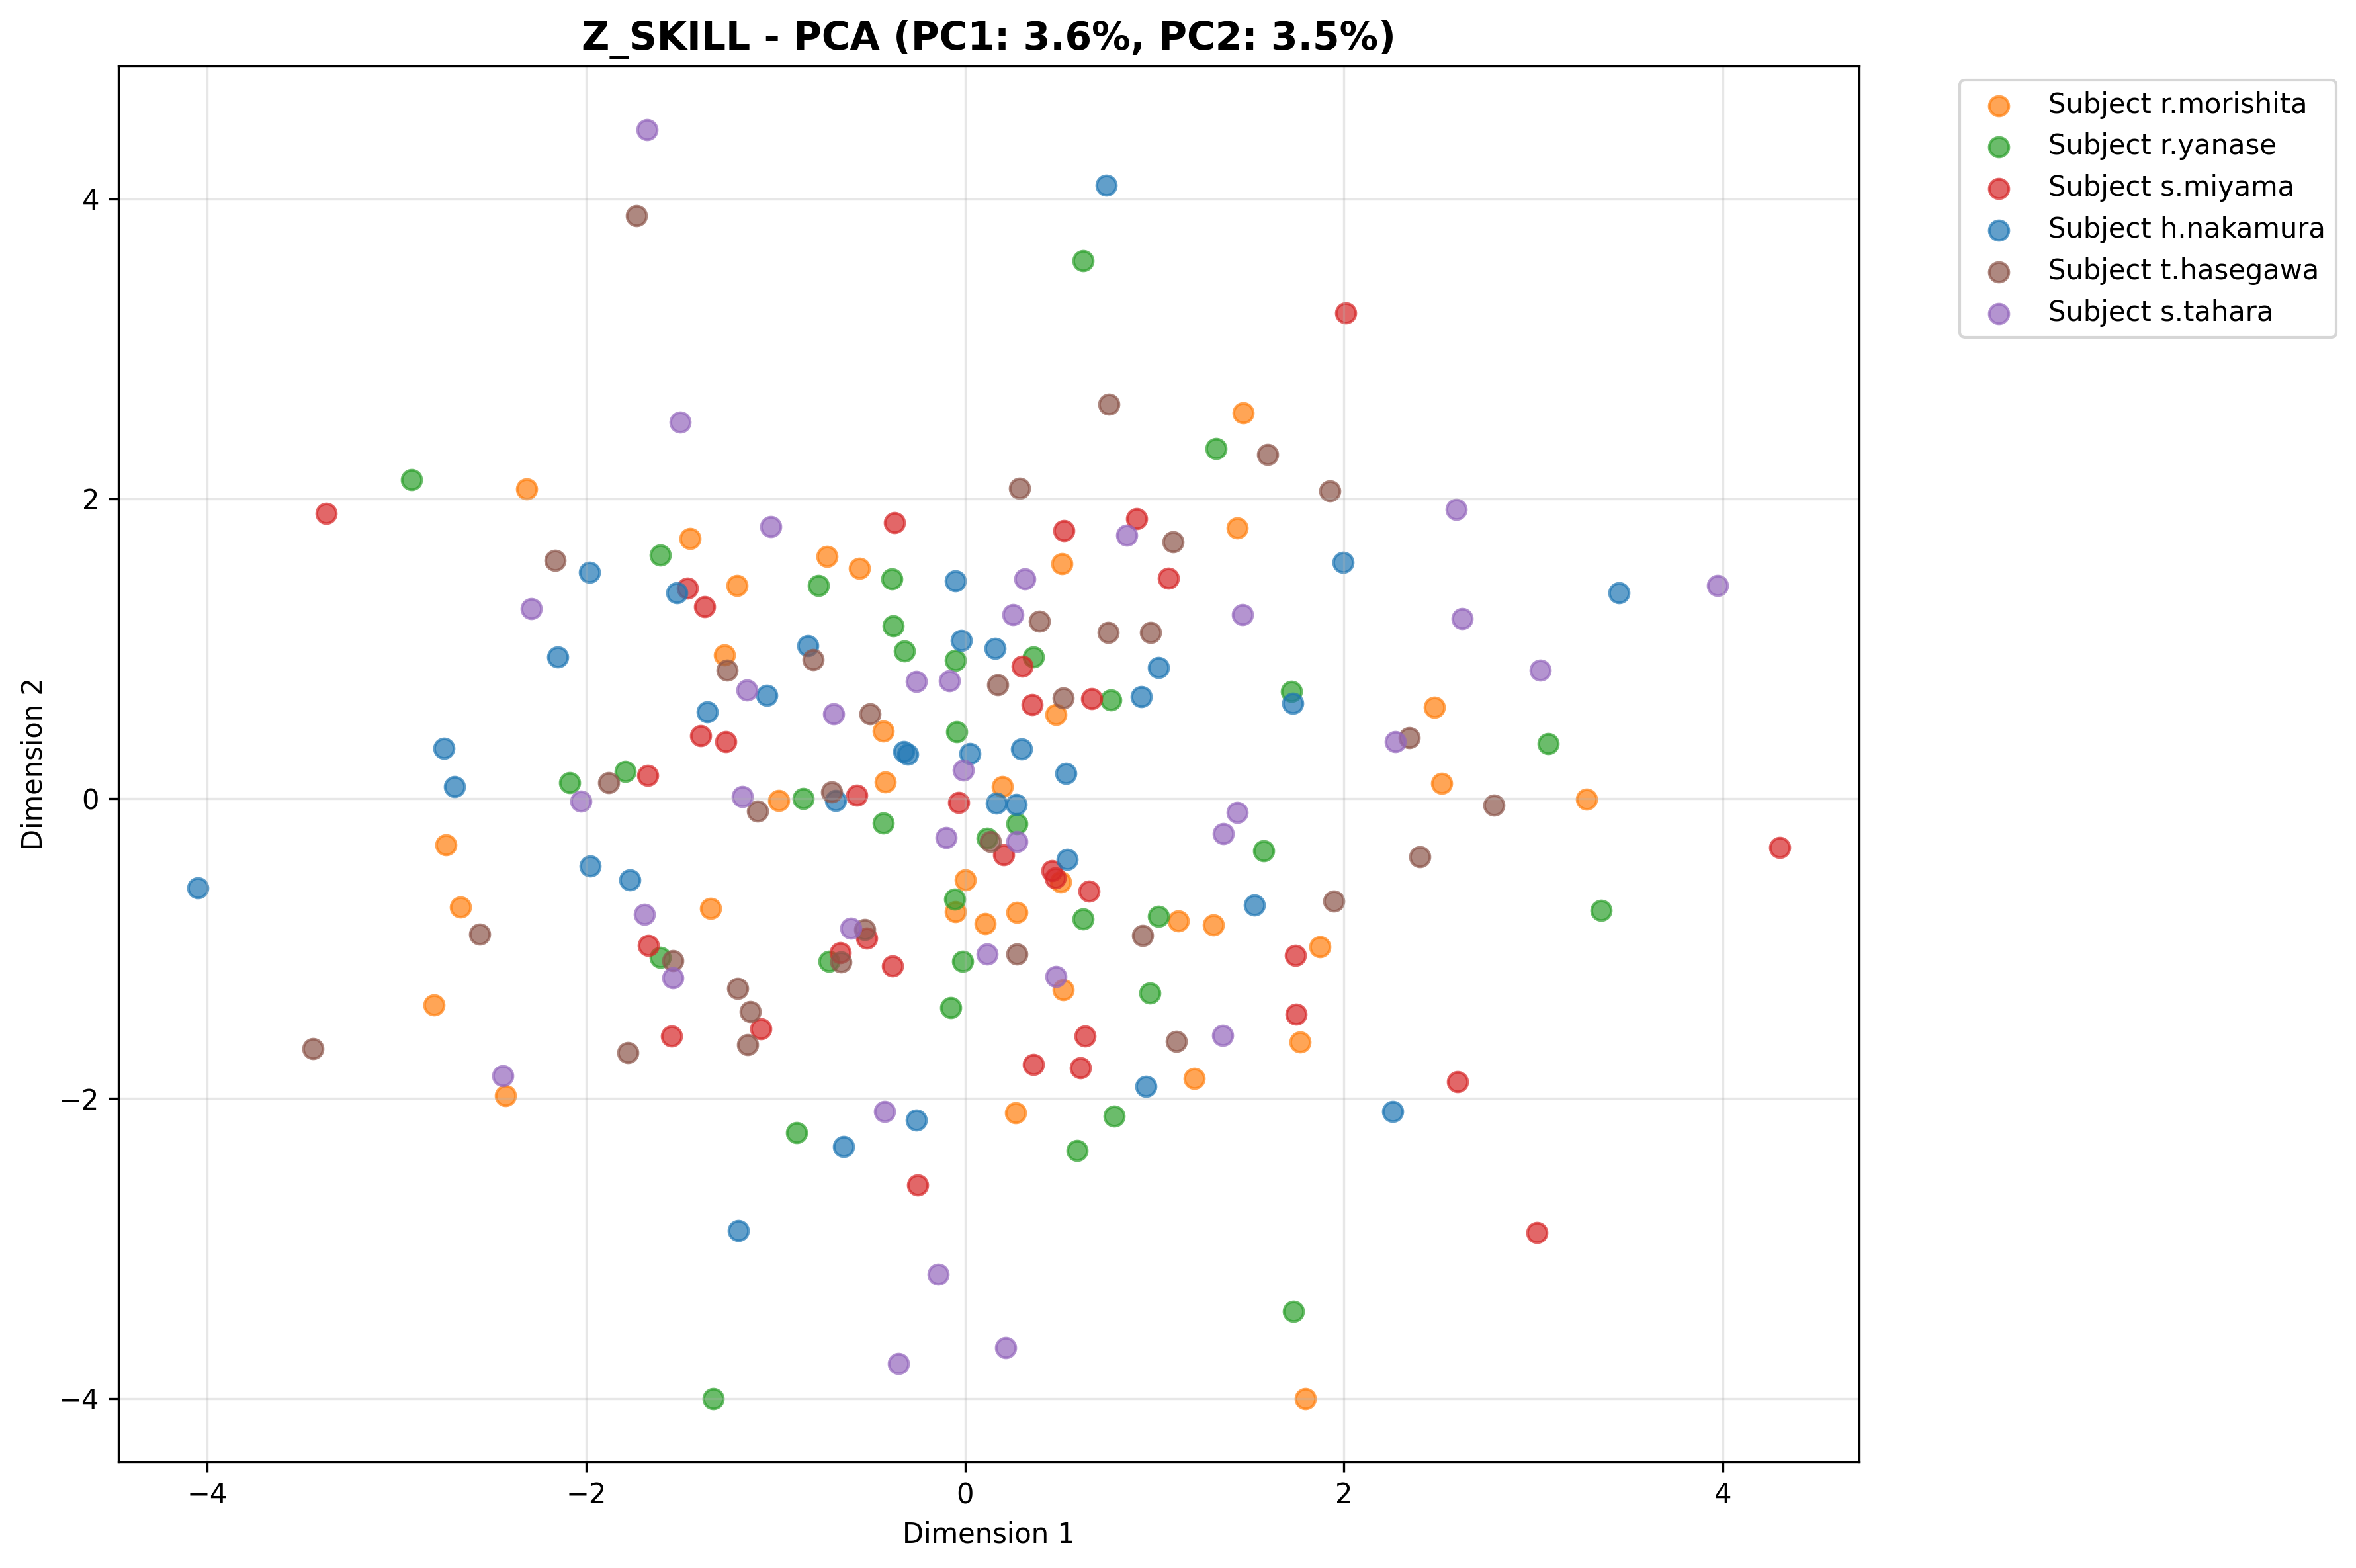 Z_SKILL - PCA (PC1: 3.6%, PC2: 3.5%)
Subject r.morishita
Subject r.yanase
Subject s.miyama
Subject h.nakamura
Subject t.hasegawa
Subject s.tahara
4
2
0
−2
−4
Dimension 2
−4
−2
0
2
4
Dimension 1